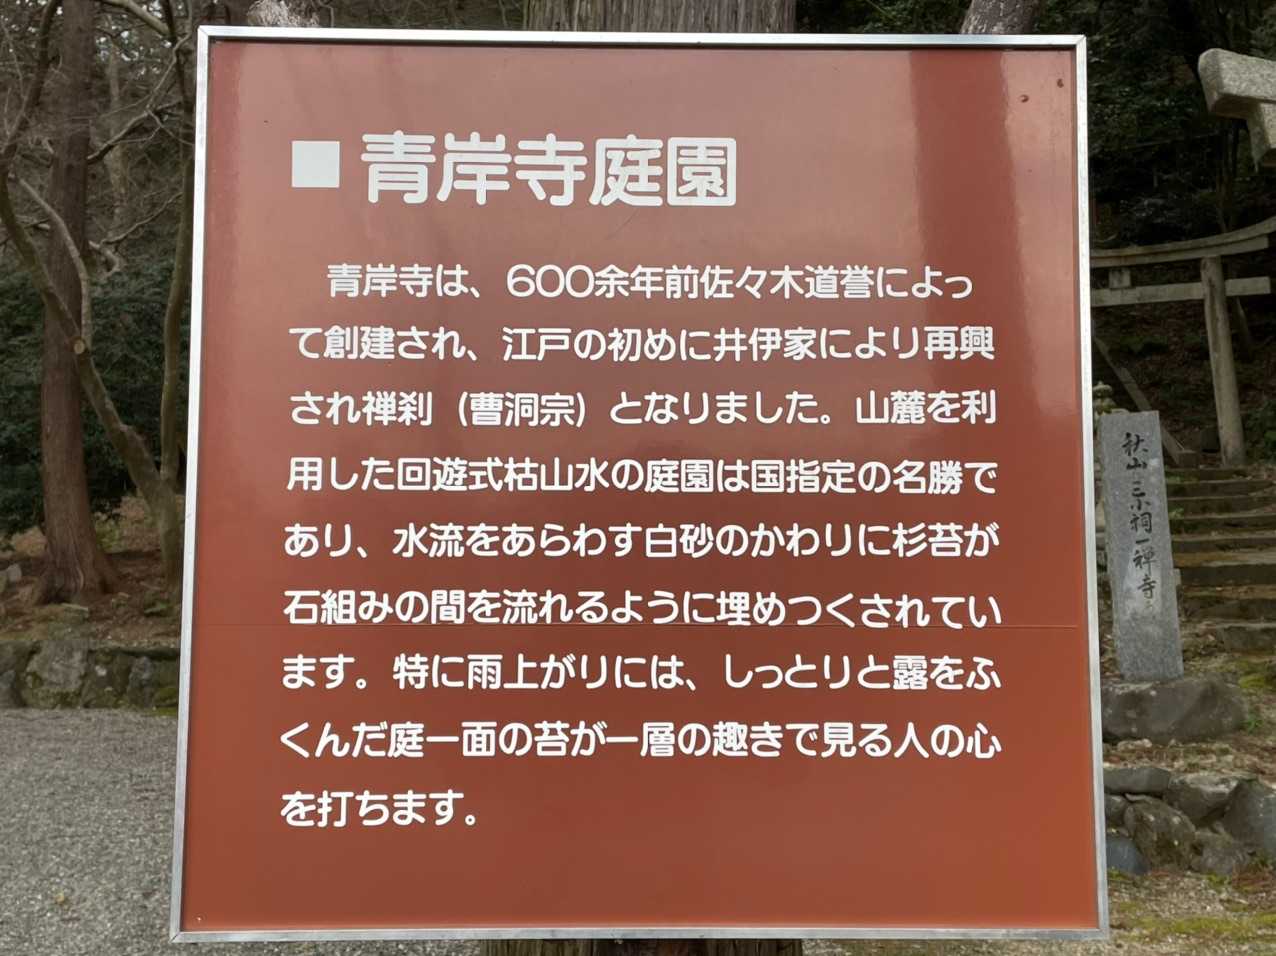 ■青岸寺庭園
青岸寺は、600余年前佐々木道誉によっ
て創建され、江戸の初めに井伊家により再興
され禅刹（曹洞宗）となりました。山麓を利
用した回遊式枯山水の庭園は国指定の名勝で
あり、水流をあらわす白砂のかわりに杉苔が
石組みの間を流れるように埋めつくされてい
ます。特に雨上がりには、しっとりと露をふ
くんだ庭一面の苔が一層の趣きで見る人の心
を打ちます。
秋山三小祠一禅寺